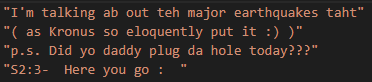 "I'm talking ab out teh major earthquakes taht"
"( as Kronus so eloquently put it :) )"
"p.s. Did yo daddy plug da hole today???"
"S2:3-  Here you go :  "